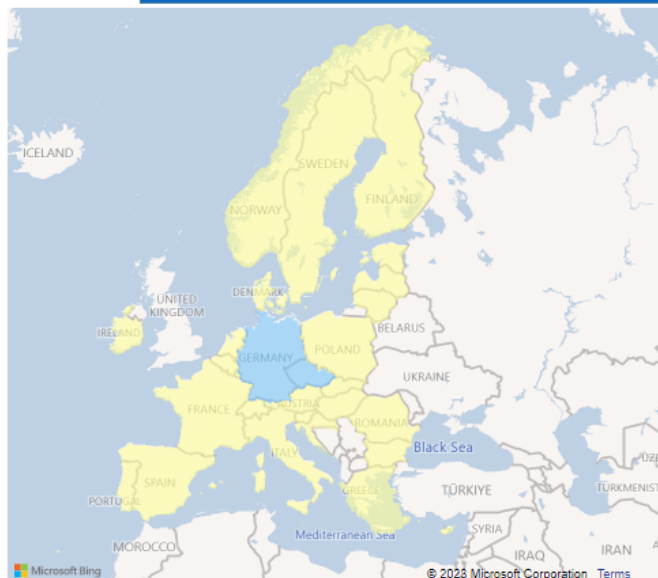 ICELAND
SWEDEN
NORWAY
FINLAND
DENMARK
UNITED
KINGDOM
IRELAND
BELARUS
GERMANY
POLAND
UKRAINE
AUSTRIA
FRANCE
ROMANIA
ITALY
Black Sea
SPAIN
PORTUGAL
GREECE
TÜRKIYE
TURKMENIST
SYRIA
Mediterranean Sea
MOROCCO
IRAQ
IRAN
Microsoft Bing
© 2023 Microsoft Corporation Terms